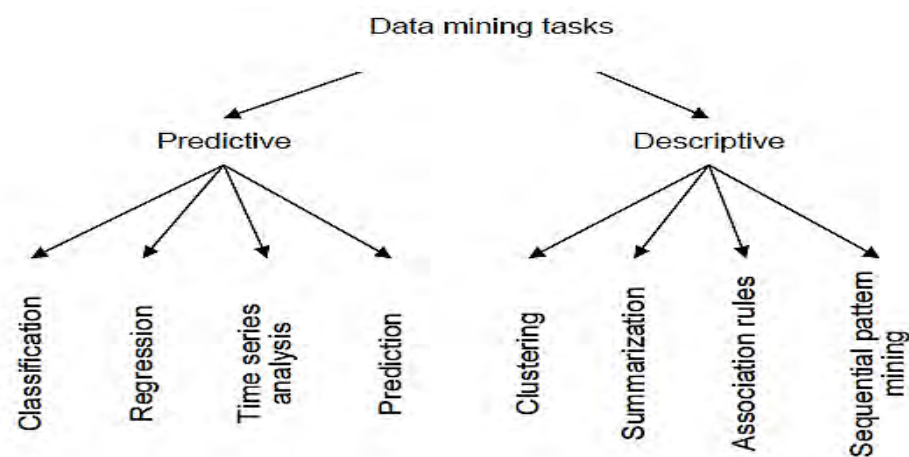 Data mining tasks
Predictive
Descriptive
Classification
Regression
Time series
analysis
Prediction
Clustering
Summarization
Association rules
Sequential pattern
mining